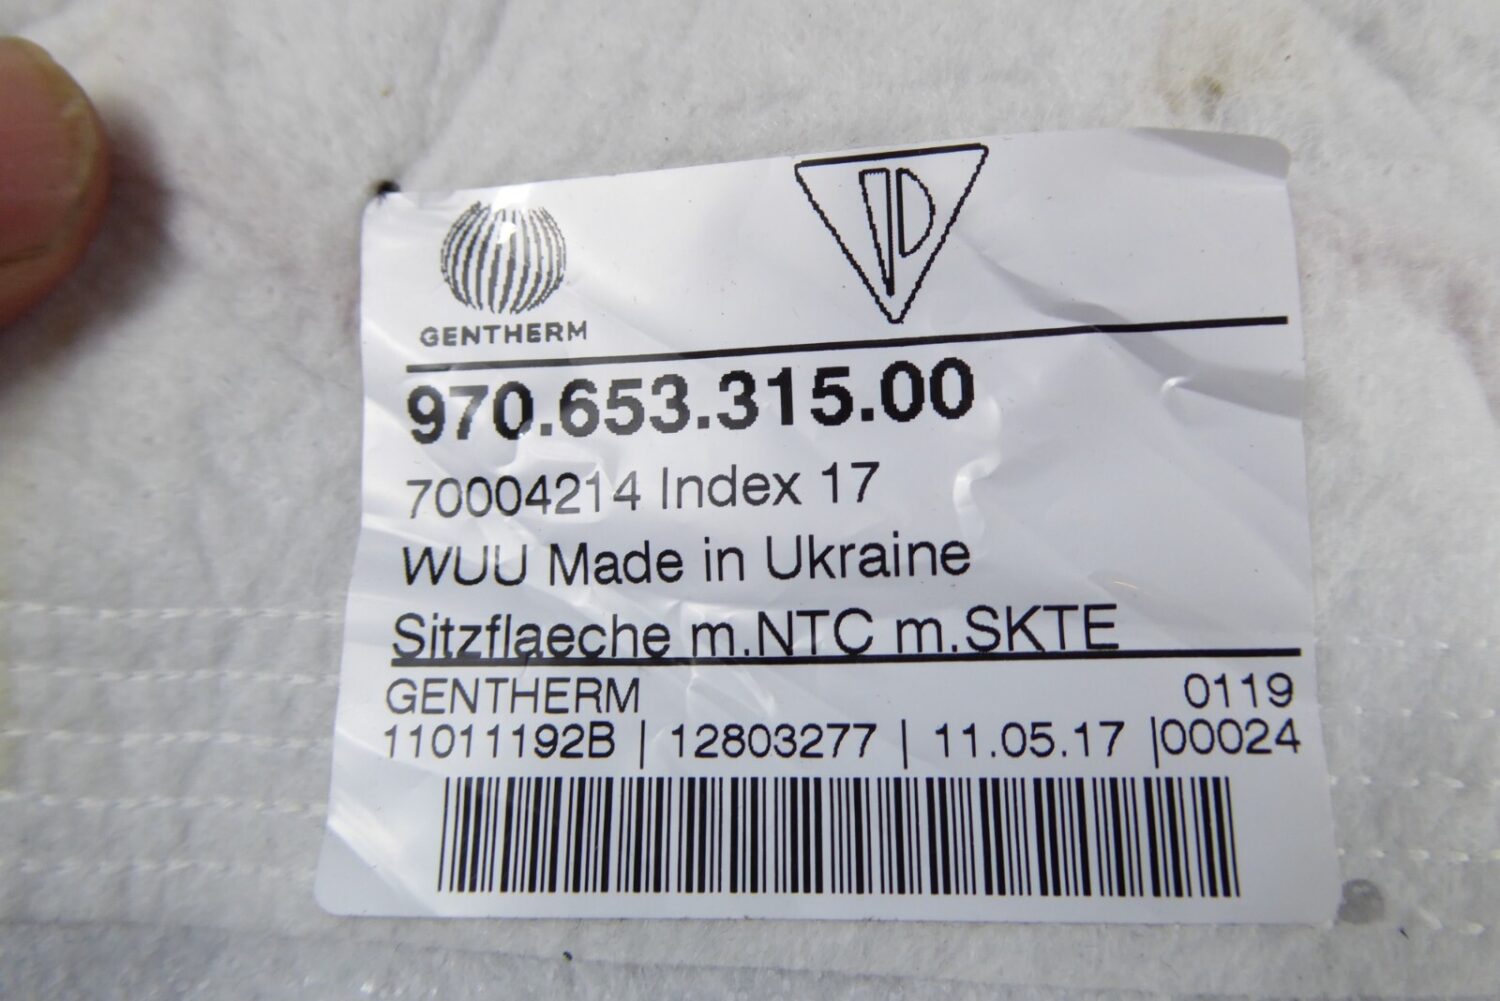 GENTHERM
970.653.315.00
70004214 Index 17
WUU Made in Ukraine
Sitzflaeche m.NTC m.SKTE
GENTHERM 0119
11011192B | 12803277 | 11.05.17 |00024